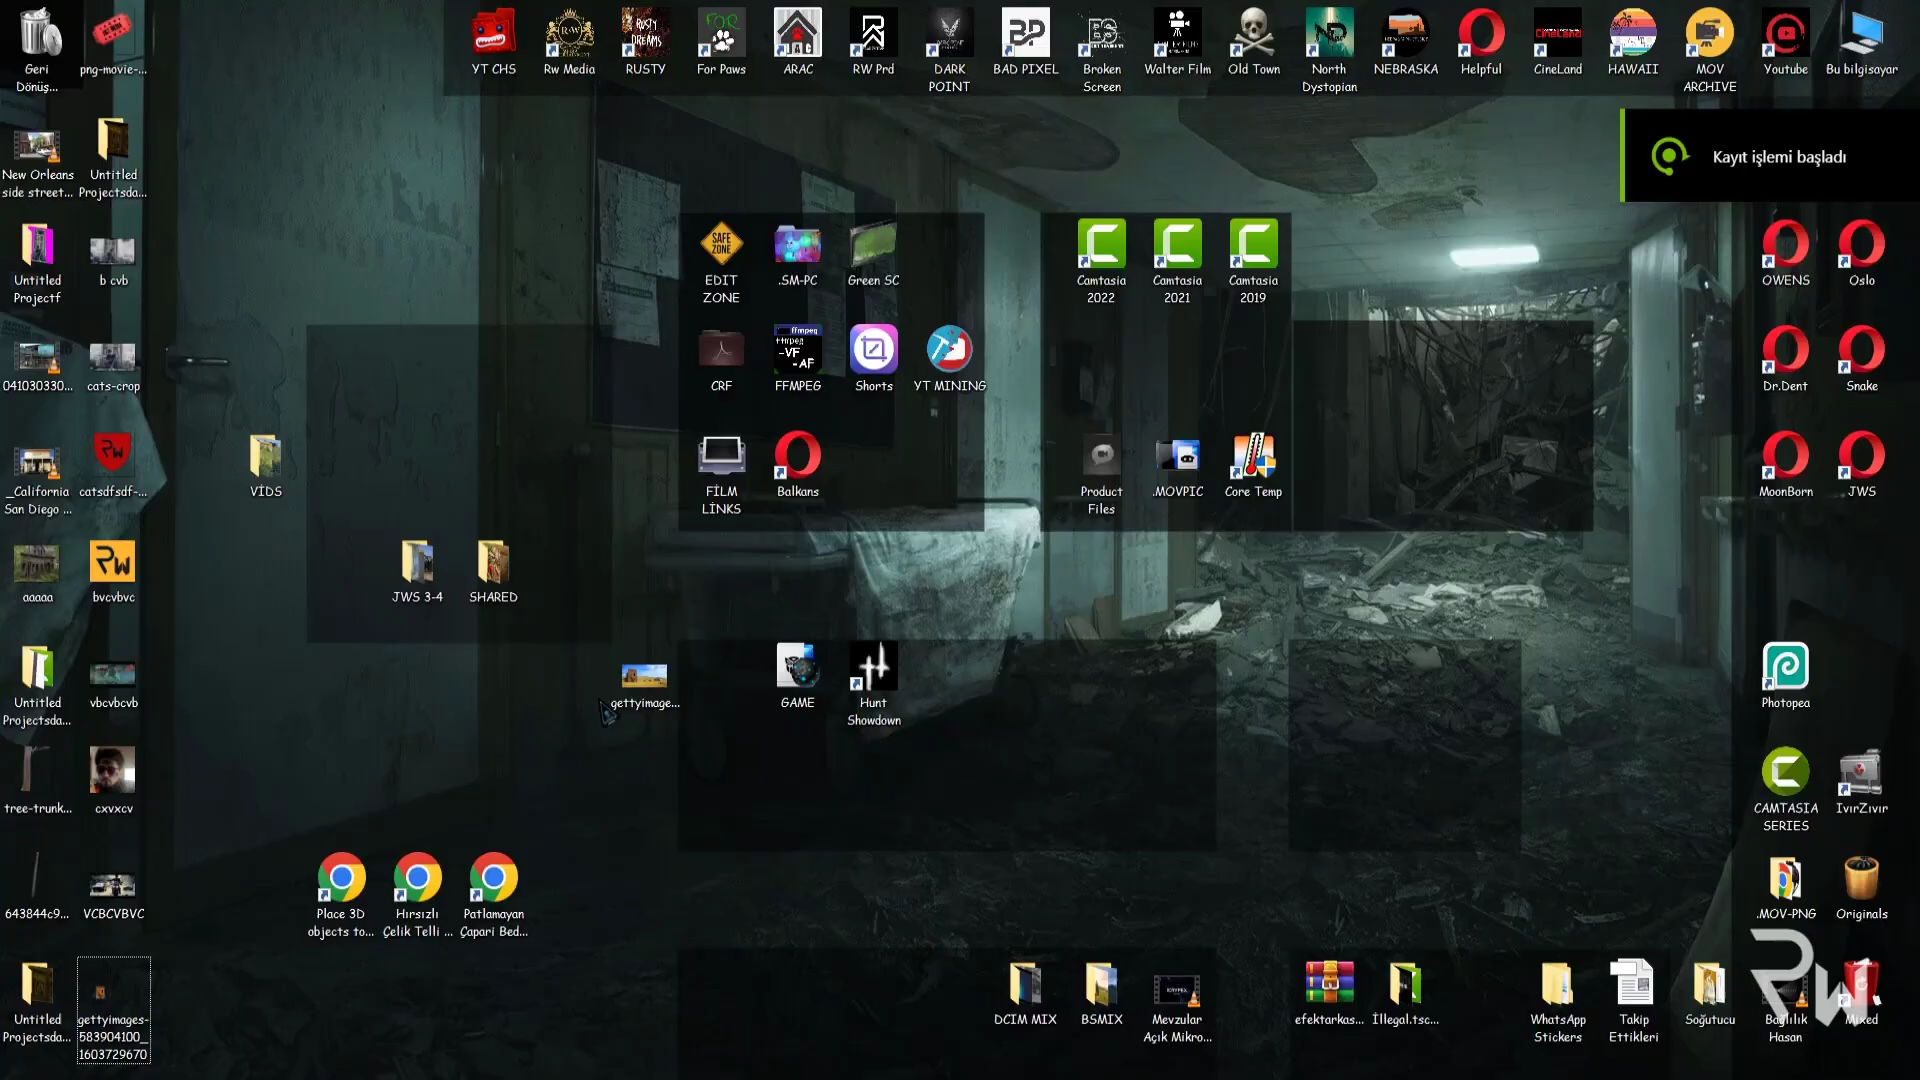 Geri
Dönüş...
png-movie-...
YT CHS
Rw Media
RUSTY
For Paws
ARAC
RW Prd
DARK
POINT
BAD PIXEL
Broken
Screen
Walter Film
Old Town
North
Dystopian
NEBRASKA
Helpful
CineLand
HAWAII
MOV
ARCHIVE
Youtube
Bu bilgisayar
Kayıt işlemi başladı
New Orleans
side street...
Untitled
Projectsda...
EDIT
ZONE
.SM-PC
Green SC
Camtasia
2022
Camtasia
2021
Camtasia
2019
OWENS
Oslo
Untitled
Projectf
b cvb
041030330...
cats-crop
CRF
FFMPEG
Shorts
YT MINING
Dr.Dent
Snake
_California
San Diego ...
catsdfsdf-...
VİDS
FİLM
LİNKS
Balkans
Product
Files
.MOVPIC
Core Temp
MoonBorn
JWS
aaaaa
bvcvbvc
JWS 3-4
SHARED
Untitled
Projectsda...
vbcvbcvb
gettyimage...
GAME
Hunt
Showdown
Photopea
tree-trunk...
cxvxcv
CAMTASIA
SERIES
IvırZıvır
643844c9...
VCBCVBVC
Place 3D
objects to...
Hırsızlı
Çelik Telli ...
Patlamayan
Çapari Bed...
.MOV-PNG
Originals
Untitled
Projectsda...
gettyimages-
583904100_
1603729670
DCIM MIX
BSMIX
Mevzular
Açık Mikro...
efektarkas...
İllegal.tsc...
WhatsApp
Stickers
Takip
Ettikleri
Soğutucu
Bağlılık
Hasan
Mixed